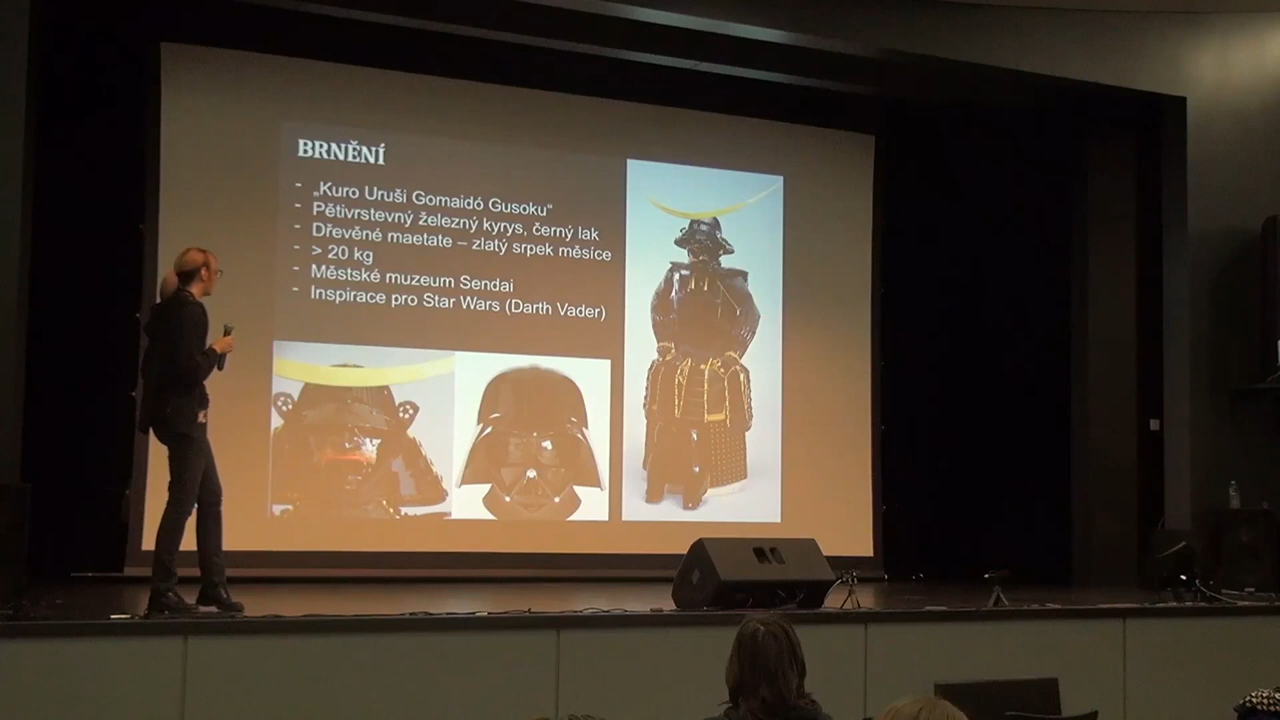 BRNĚNÍ
- „Kuro Uruši Gomaidó Gusoku“
- Pětivrstevný železný kyrys, černý lak
- Dřevěné maetate – zlatý srpek měsíce
- > 20 kg
- Městské muzeum Sendai
- Inspirace pro Star Wars (Darth Vader)